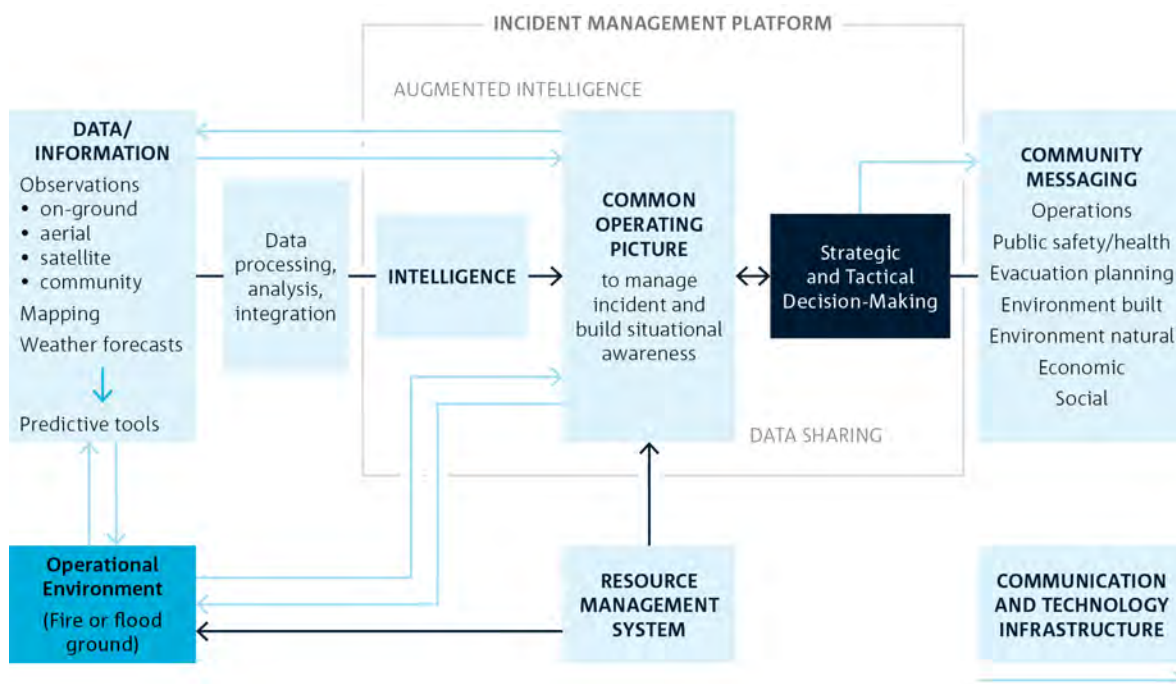 INCIDENT MANAGEMENT PLATFORM
AUGMENTED INTELLIGENCE
DATA/
INFORMATION
Observations
• on-ground
• aerial
• satellite
• community
Mapping
Weather forecasts
Predictive tools
Data
processing,
analysis,
integration
INTELLIGENCE
COMMON
OPERATING
PICTURE
to manage
incident and
build situational
awareness
Strategic
and Tactical
Decision-Making
COMMUNITY
MESSAGING
Operations
Public safety/health
Evacuation planning
Environment built
Environment natural
Economic
Social
DATA SHARING
Operational
Environment
(Fire or flood
ground)
RESOURCE
MANAGEMENT
SYSTEM
COMMUNICATION
AND TECHNOLOGY
INFRASTRUCTURE